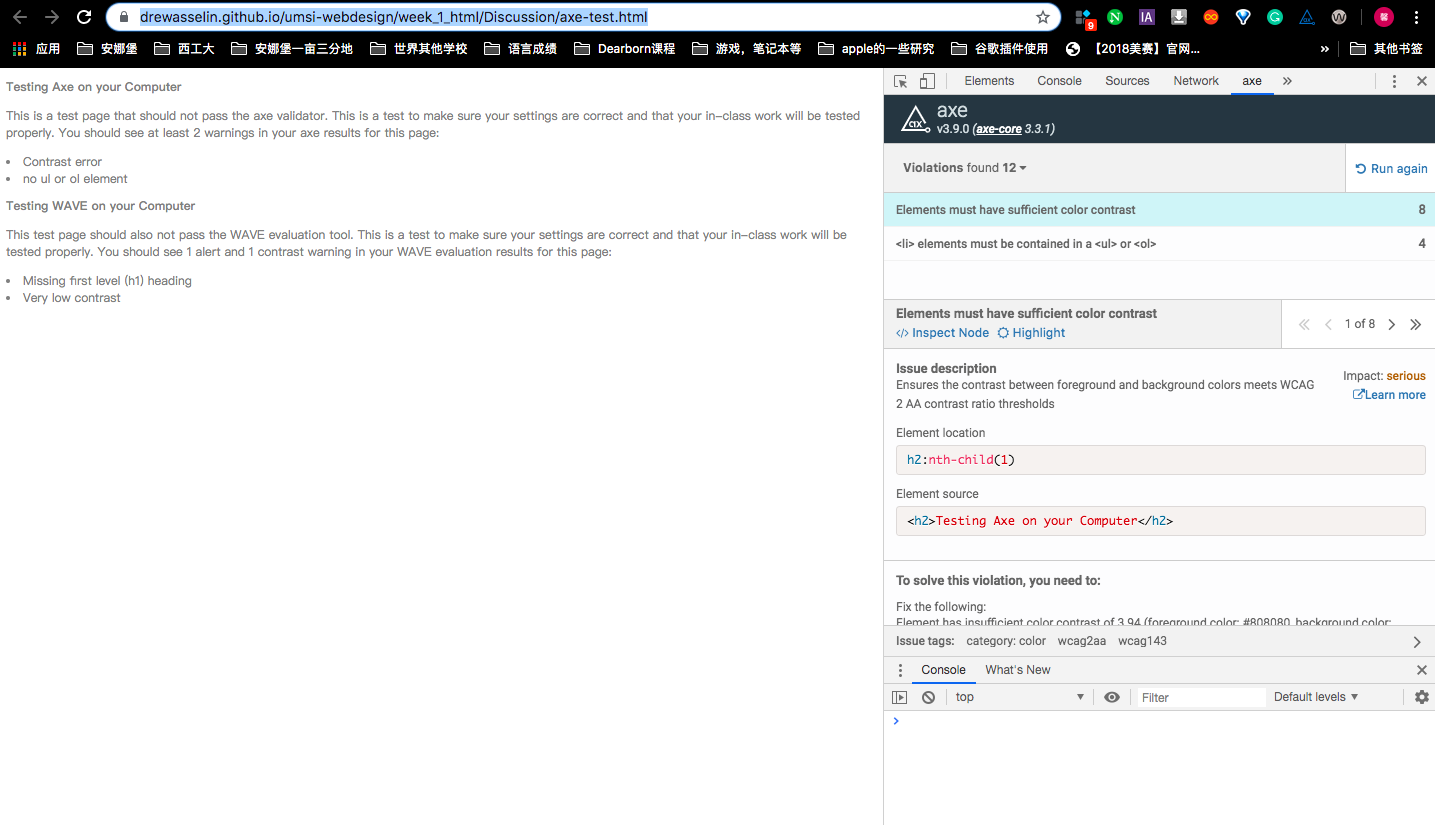 drewasselin.github.io/umsi-webdesign/week_1_html/Discussion/axe-test.html
9
N
IA
应用 安娜堡 西工大 安娜堡一亩三分地 世界其他学校 语言成绩 Dearborn课程 游戏，笔记本等 apple的一些研究 谷歌插件使用 【2018美赛】官网... » 其他书签
Testing Axe on your Computer
This is a test page that should not pass the axe validator. This is a test to make sure your settings are correct and that your in-class work will be tested
properly. You should see at least 2 warnings in your axe results for this page:
• Contrast error
• no ul or ol element
Testing WAVE on your Computer
This test page should also not pass the WAVE evaluation tool. This is a test to make sure your settings are correct and that your in-class work will be
tested properly. You should see 1 alert and 1 contrast warning in your WAVE evaluation results for this page:
• Missing first level (h1) heading
• Very low contrast
Elements Console Sources Network axe »
axe
v3.9.0 (axe-core 3.3.1)
Violations found 12
Run again
Elements must have sufficient color contrast 8
<li> elements must be contained in a <ul> or <ol> 4
Elements must have sufficient color contrast
</> Inspect Node Highlight
1 of 8
Issue description
Ensures the contrast between foreground and background colors meets WCAG
2 AA contrast ratio thresholds
Impact: serious
Learn more
Element location
h2:nth-child(1)
Element source
<h2>Testing Axe on your Computer</h2>
To solve this violation, you need to:
Fix the following:
Element has insufficient color contrast of 3.94 (foreground color: #808080, background color:
Issue tags: category: color wcag2aa wcag143
Console What's New
top Filter Default levels